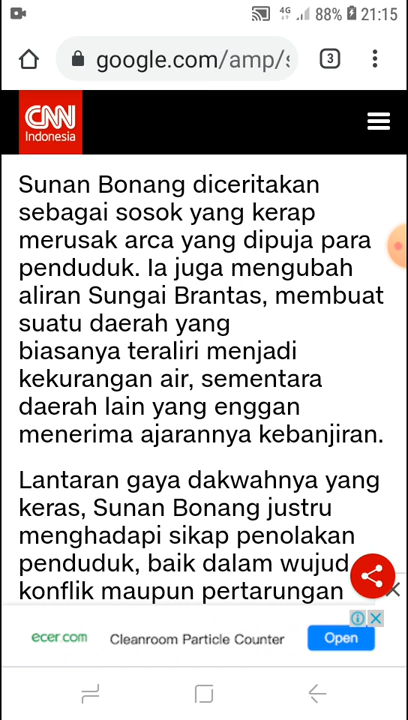 4G 88% 21:15
google.com/amp/s
3
CNN
Indonesia
Sunan Bonang diceritakan
sebagai sosok yang kerap
merusak arca yang dipuja para
penduduk. Ia juga mengubah
aliran Sungai Brantas, membuat
suatu daerah yang
biasanya teraliri menjadi
kekurangan air, sementara
daerah lain yang enggan
menerima ajarannya kebanjiran.
Lantaran gaya dakwahnya yang
keras, Sunan Bonang justru
menghadapi sikap penolakan
penduduk, baik dalam wujud
konflik maupun pertarungan
ecer com Cleanroom Particle Counter Open